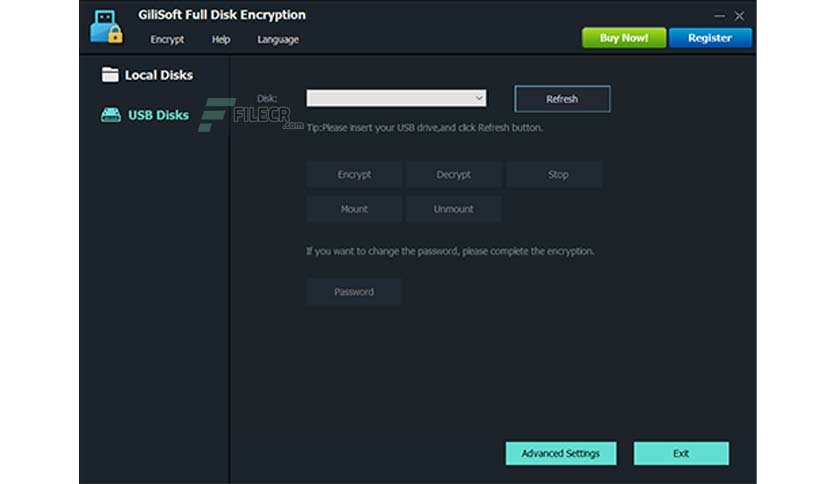 GiliSoft Full Disk Encryption
Encrypt Help Language
Buy Now! Register
Local Disks
USB Disks
Disk:
Refresh
FILECR.com
Tip:Please insert your USB drive,and click Refresh button.
Encrypt Decrypt Stop
Mount Unmount
If you want to change the password, please complete the encryption.
Password
Advanced Settings Exit